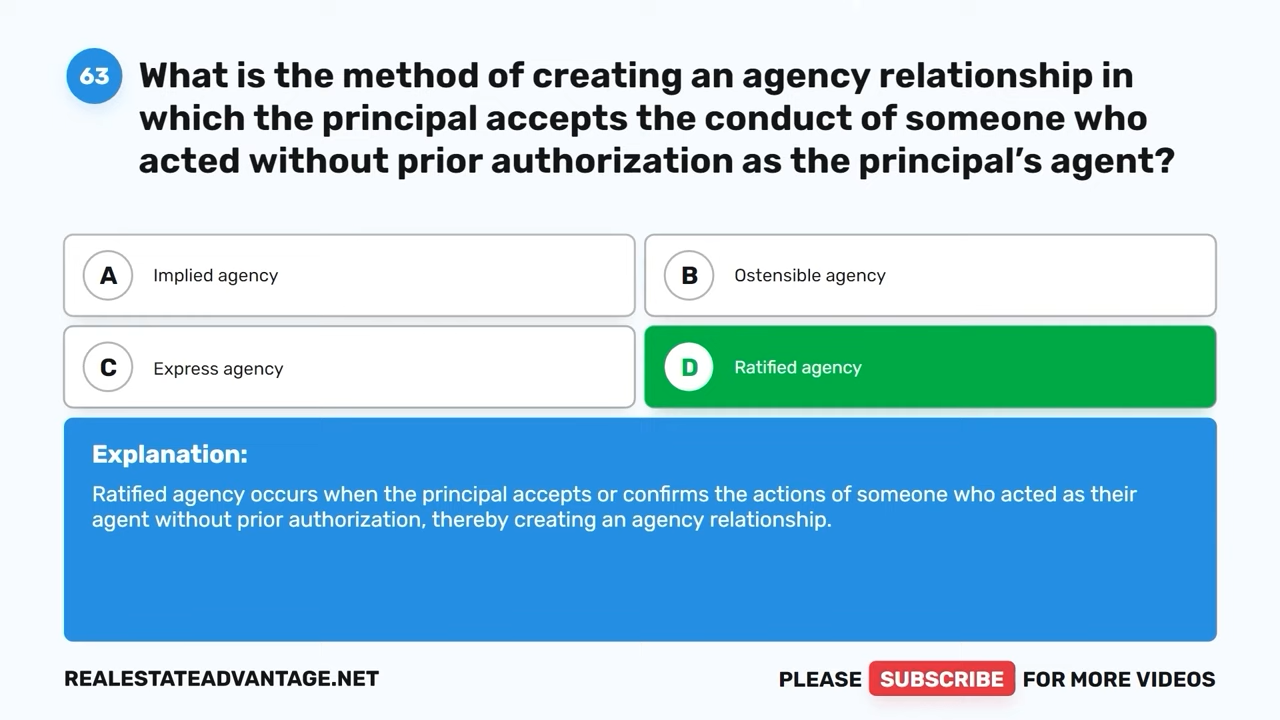 63
What is the method of creating an agency relationship in
which the principal accepts the conduct of someone who
acted without prior authorization as the principal’s agent?
A Implied agency
B Ostensible agency
C Express agency
D Ratified agency
Explanation:
Ratified agency occurs when the principal accepts or confirms the actions of someone who acted as their
agent without prior authorization, thereby creating an agency relationship.
REALESTATEADVANTAGE.NET
PLEASE SUBSCRIBE FOR MORE VIDEOS